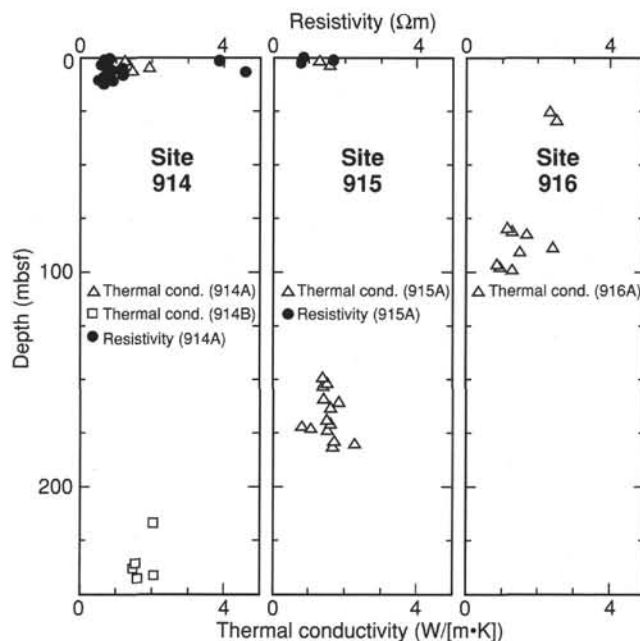 Resistivity (Ωm)
0 4 0 4 0 4
0
100
200
Depth (mbsf)
Site
914
Site
915
Site
916
Thermal cond. (914A)
Thermal cond. (914B)
Resistivity (914A)
Thermal cond. (915A)
Resistivity (915A)
Thermal cond. (916A)
0 4 0 4 0 4
Thermal conductivity (W/[m•K])